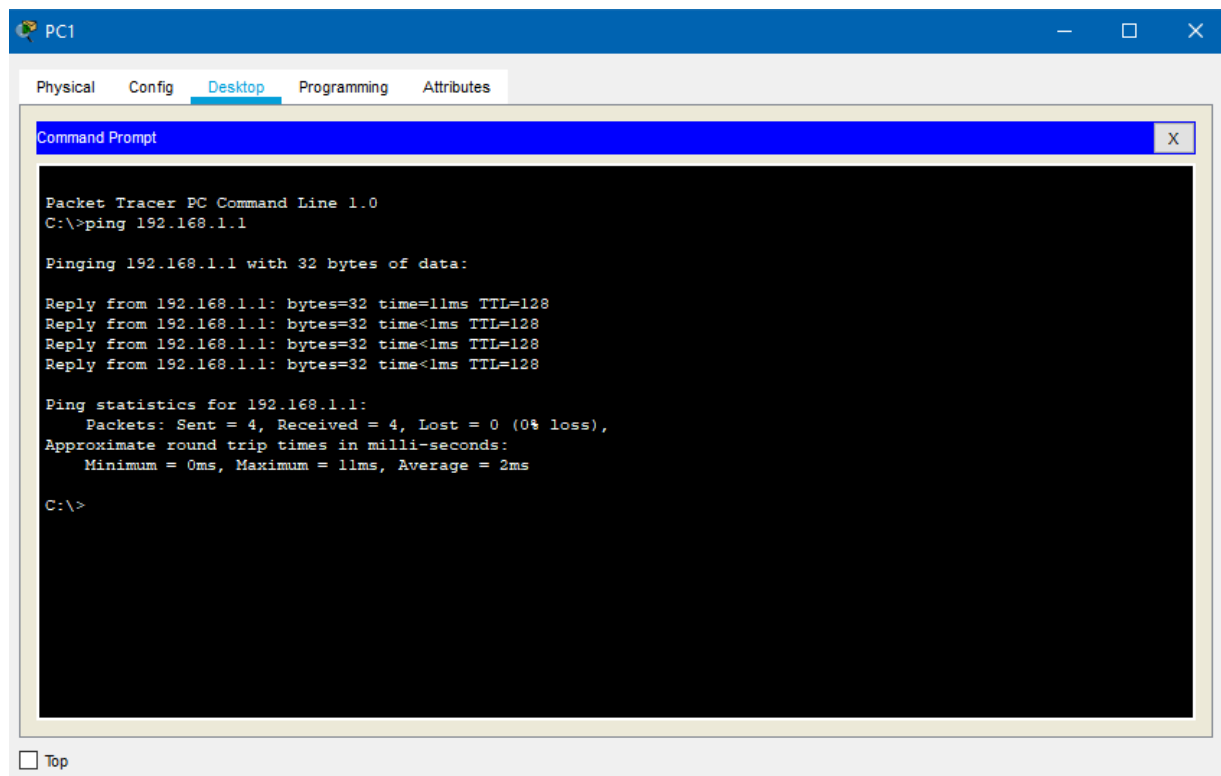 PC1
Physical Config Desktop Programming Attributes
Command Prompt
X
Packet Tracer PC Command Line 1.0
C:\>ping 192.168.1.1
Pinging 192.168.1.1 with 32 bytes of data:
Reply from 192.168.1.1: bytes=32 time=11ms TTL=128
Reply from 192.168.1.1: bytes=32 time<1ms TTL=128
Reply from 192.168.1.1: bytes=32 time<1ms TTL=128
Reply from 192.168.1.1: bytes=32 time<1ms TTL=128
Ping statistics for 192.168.1.1:
Packets: Sent = 4, Received = 4, Lost = 0 (0% loss),
Approximate round trip times in milli-seconds:
Minimum = 0ms, Maximum = 11ms, Average = 2ms
C:\>
Top